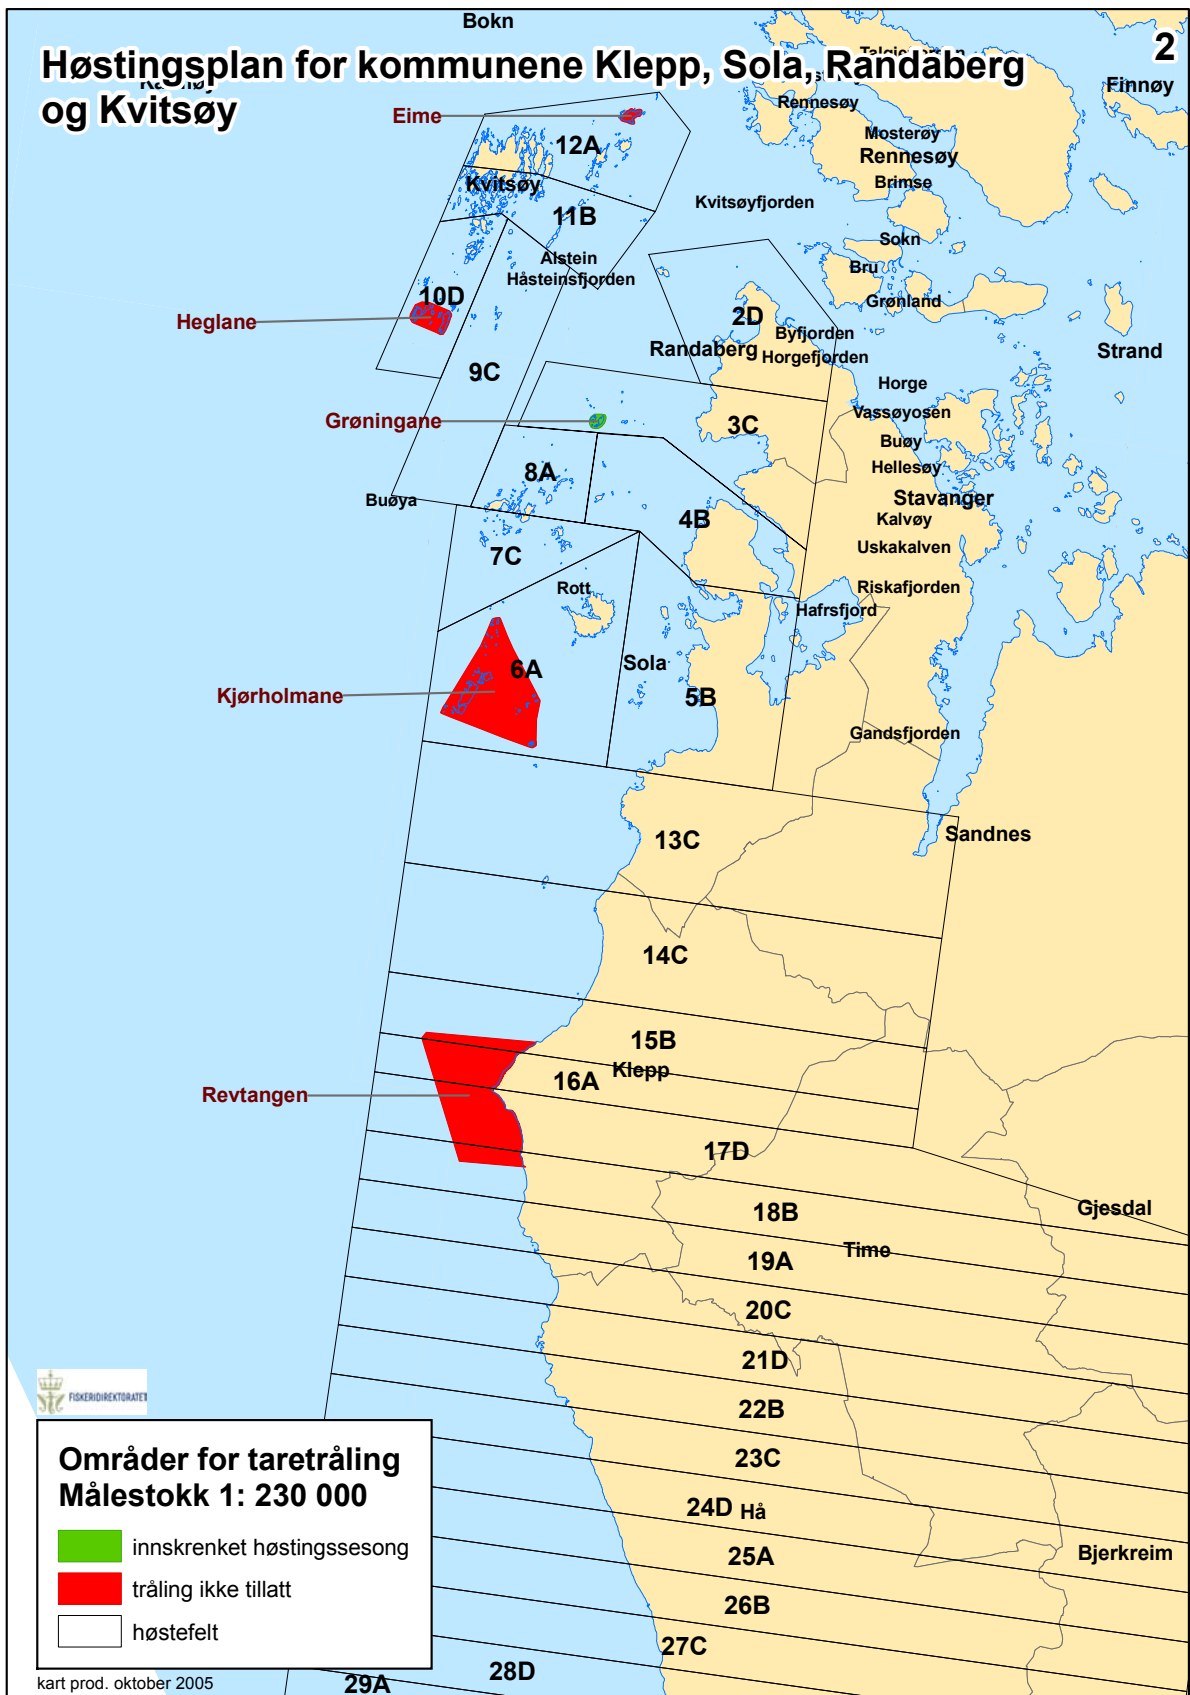 Bokn
2
Høstingsplan for kommunene Klepp, Sola, Randaberg
og Kvitsøy
Finnøy
Eime
Rennesøy
12A
Mosterøy
Rennesøy
Kvitsøy
Brimse
Kvitsøyfjorden
11B
Sokn
Alstein
Håsteinsfjorden
Bru
10D
Grønland
Heglane
2D
Byfjorden
Randaberg
Horgefjorden
Strand
9C
Horge
Vassøyosen
Grøningane
3C
Buøy
Hellesøy
8A
Buøya
Stavanger
4B
Kalvøy
7C
Uskakalven
Rott
Riskafjorden
Hafrsfjord
Sola
6A
Kjørholmane
5B
Gandsfjorden
13C
Sandnes
14C
15B
Klepp
16A
Revtangen
17D
Gjesdal
18B
Time
19A
20C
21D
FISKERIDIREKTORATET
22B
23C
Områder for taretråling
Målestokk 1: 230 000
24D Hå
innskrenket høstingssesong
25A
Bjerkreim
tråling ikke tillatt
26B
høstefelt
27C
28D
29A
kart prod. oktober 2005